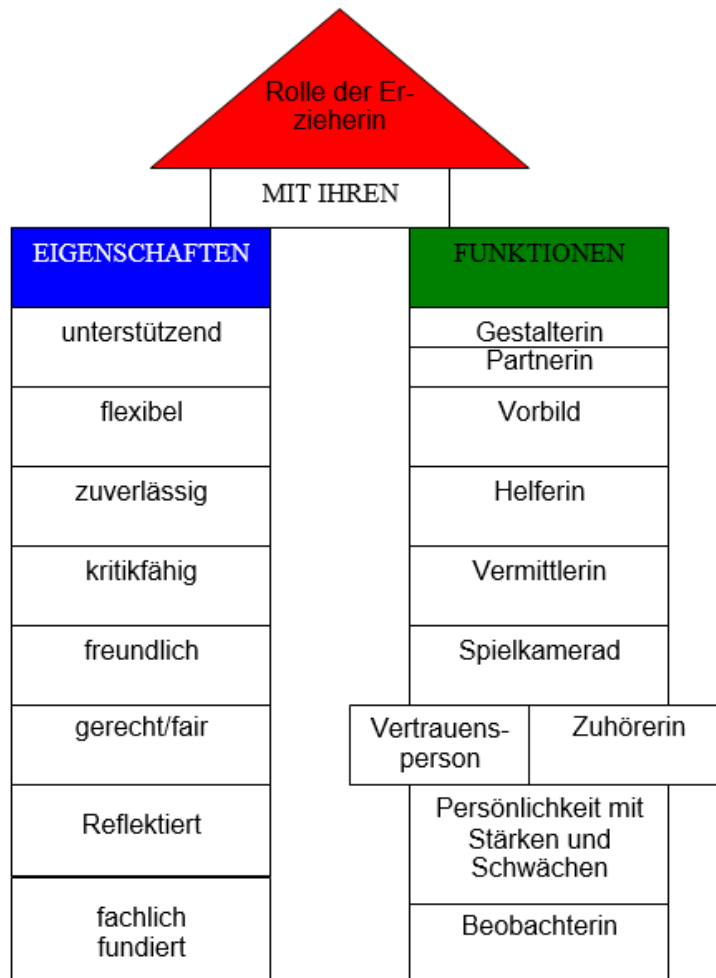 Rolle der Er-
zieherin
MIT IHREN
EIGENSCHAFTEN
unterstützend
flexibel
zuverlässig
kritikfähig
freundlich
gerecht/fair
Reflektiert
fachlich
fundiert
FUNKTIONEN
Gestalterin
Partnerin
Vorbild
Helferin
Vermittlerin
Spielkamerad
Vertrauens-
person
Zuhörerin
Persönlichkeit mit
Stärken und
Schwächen
Beobachterin